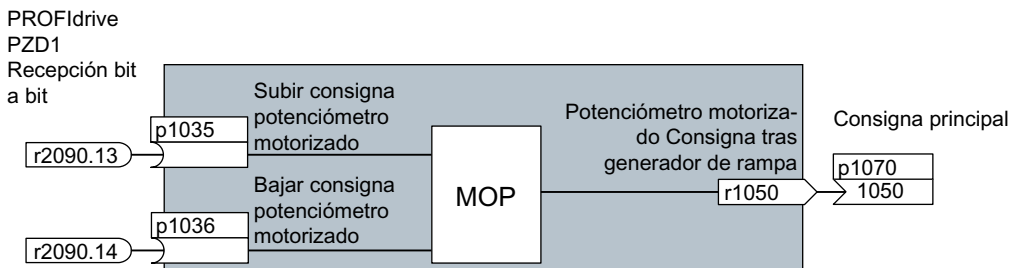 PROFIdrive
PZD1
Recepción bit
a bit
Subir consigna
potenciómetro
motorizado
p1035
r2090.13
Bajar consigna
potenciómetro
motorizado
p1036
r2090.14
MOP
Potenciómetro motoriza-
do Consigna tras
generador de rampa
r1050
Consigna principal
p1070
1050